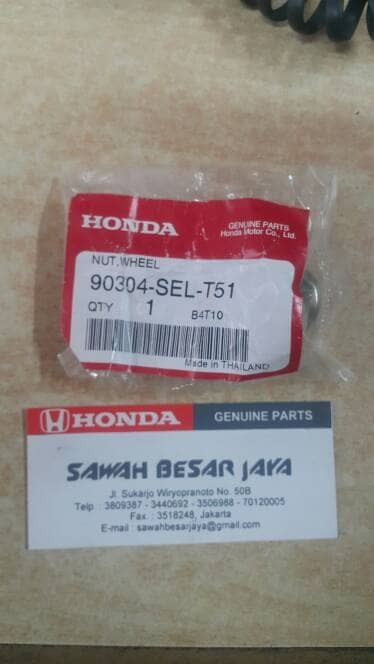 HONDA
GENUINE PARTS
Honda Motor Co., Ltd.
NUT, WHEEL
90304-SEL-T51
QTY 1 B4T10
Made in THAILAND
HONDA GENUINE PARTS
SAWAH BESAR JAYA
Jl. Sukarjo Wiryopranoto No. 50B
Telp : 3809387 - 3440692 - 3506988 - 70120005
Fax. : 3518248, Jakarta
E-mail : sawahbesarjaya@gmail.com